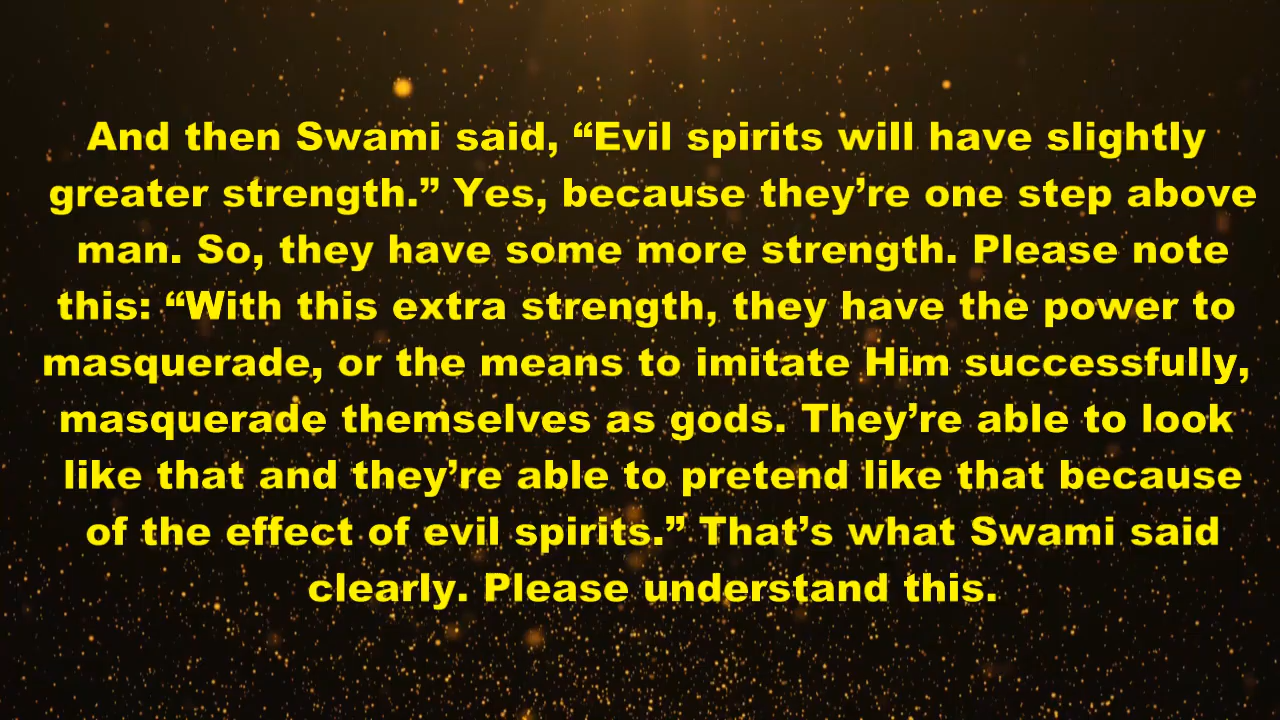 And then Swami said, “Evil spirits will have slightly
greater strength.” Yes, because they’re one step above
man. So, they have some more strength. Please note
this: “With this extra strength, they have the power to
masquerade, or the means to imitate Him successfully,
masquerade themselves as gods. They’re able to look
like that and they’re able to pretend like that because
of the effect of evil spirits.” That’s what Swami said
clearly. Please understand this.